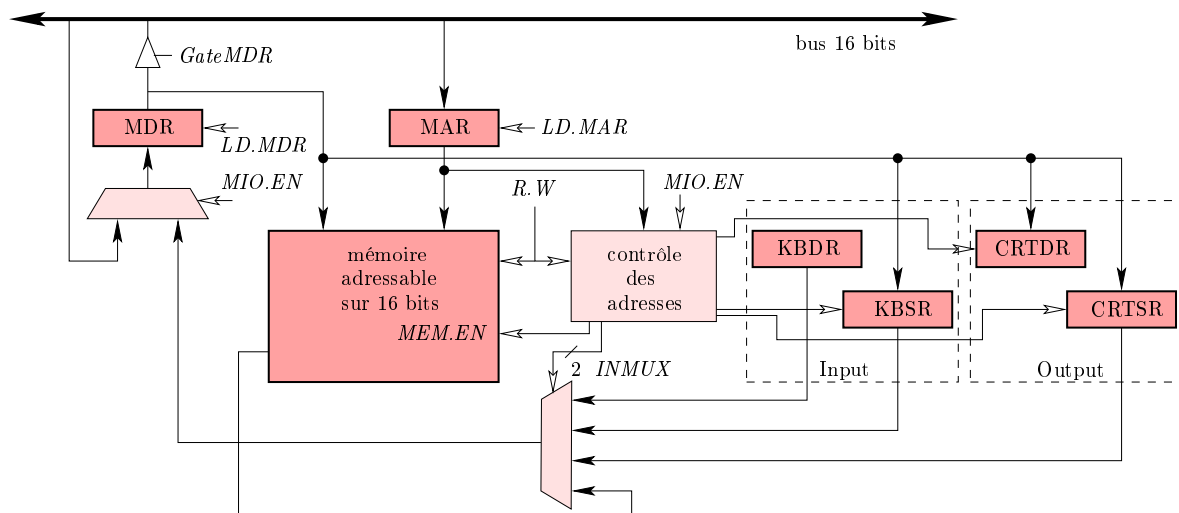 bus 16 bits
GateMDR
MDR
LD.MDR
MAR
LD.MAR
MIO.EN
R.W
MIO.EN
mémoire
adressable
sur 16 bits
MEM.EN
contrôle
des
adresses
KBDR
KBSR
Input
CRTDR
CRTSR
Output
2 INMUX